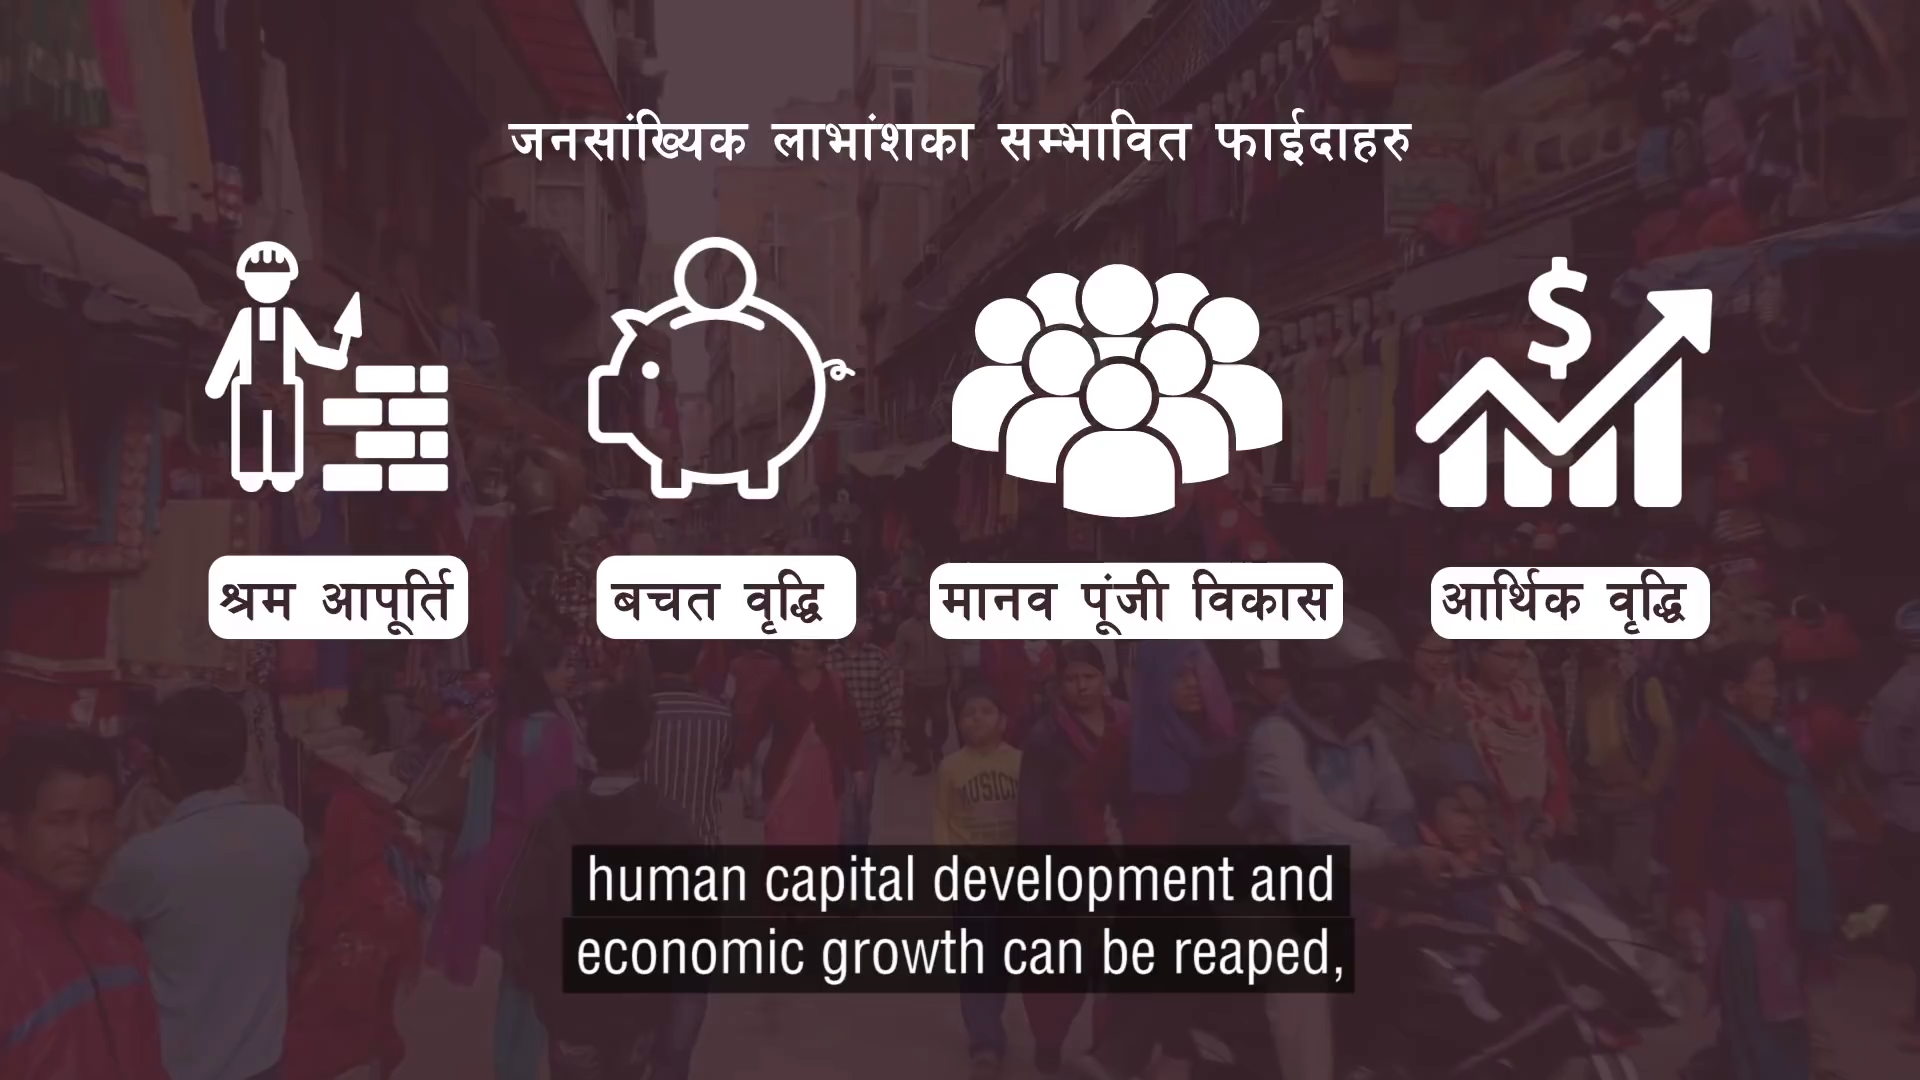 जनसांख्यिक लाभांशका सम्भावित फाईदाहरु
$
श्रम आपूर्ति
बचत वृद्धि
मानव पूंजी विकास
आर्थिक वृद्धि
MUSIC
human capital development and
economic growth can be reaped,